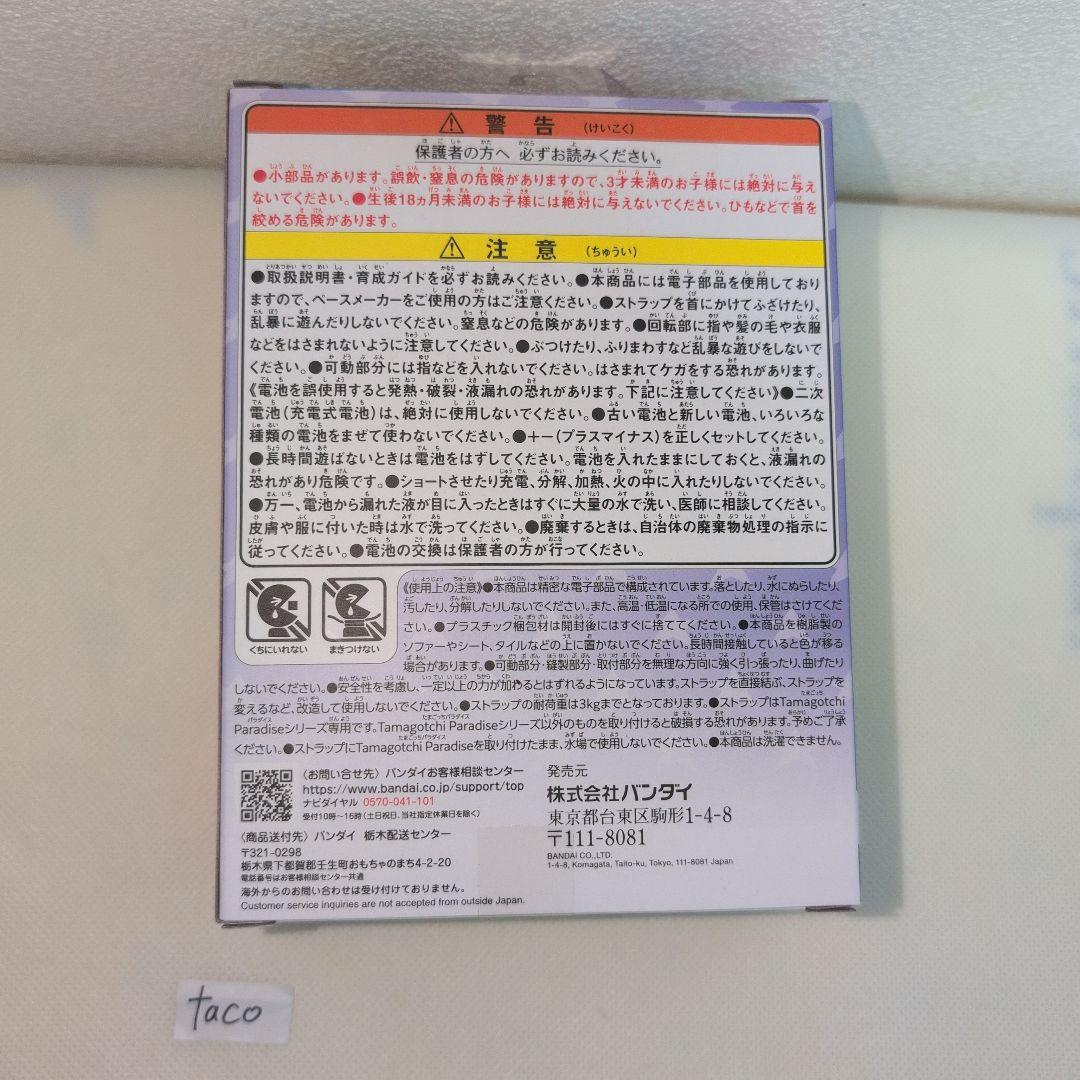 ⚠ 警告 (けいこく)
保護者の方へ 必ずお読みください。
●小部品があります。誤飲・窒息の危険がありますので、3才未満のお子様には絶対に与え
ないでください。●生後18ヵ月未満のお子様には絶対に与えないでください。ひもなどで首を
絞める危険があります。
⚠ 注意 (ちゅうい)
●取扱説明書・育成ガイドを必ずお読みください。●本商品には電子部品を使用しており
ますので、ペースメーカーをご使用の方はご注意ください。●ストラップを首にかけてふざけたり、
乱暴に遊んだりしないでください。窒息などの危険があります。●回転部に指や髪の毛や衣服
などをはさまれないように注意してください。●ぶつけたり、ふりまわすなど乱暴な遊びをしないで
ください。●可動部分には指などを入れないでください。はさまれてケガをする恐れがあります。
《電池を誤使用すると発熱・破裂・液漏れの恐れがあります。下記に注意してください》●二次
電池(充電式電池)は、絶対に使用しないでください。●古い電池と新しい電池、いろいろな
種類の電池をまぜて使わないでください。●+−(プラスマイナス)を正しくセットしてください。
●長時間遊ばないときは電池をはずしてください。電池を入れたままにしておくと、液漏れの
恐れがあり危険です。●ショートさせたり充電、分解、加熱、火の中に入れたりしないでください。
●万一、電池から漏れた液が目に入ったときはすぐに大量の水で洗い、医師に相談してください。
皮膚や服に付いた時は水で洗ってください。●廃棄するときは、自治体の廃棄物処理の指示に
従ってください。●電池の交換は保護者の方が行ってください。
くちにいれない
まきつけない
《使用上の注意》●本商品は精密な電子部品で構成されています。落としたり、水にぬらしたり、
汚したり、分解したりしないでください。また、高温・低温になる所での使用、保管はさけてくださ
い。●プラスチック梱包材は開封後にはすぐに捨ててください。●本商品を樹脂製の
ソファーやシート、タイルなどの上に置かないでください。長時間接触していると色が移る
場合があります。●可動部分・縫製部分・取付部分を無理な方向に強く引っ張ったり、曲げたり
しないでください。●安全性を考慮し、一定以上の力が加わるとはずれるようになっています。ストラップを直接結ぶ、ストラップを
変えるなど、改造して使用しないでください。●ストラップの耐荷重は3kgまでとなっております。●ストラップはTamagotchi
Paradiseシリーズ専用です。Tamagotchi Paradiseシリーズ以外のものを取り付けると破損する恐れがあります。予めご了承
ください。●ストラップにTamagotchi Paradiseを取り付けたまま、水場で使用しないでください。●本商品は洗濯できません。
〈お問い合せ先〉バンダイお客様相談センター
https://www.bandai.co.jp/support/top
ナビダイヤル 0570-041-101
受付10時〜16時(土日祝日、当社指定休業日を除く)
〈商品送付先〉バンダイ 栃木配送センター
〒321-0298
栃木県下都賀郡壬生町おもちゃのまち4-2-20
電話番号はお客様相談センター共通
海外からのお問い合わせは受け付けておりません。
Customer service inquiries are not accepted from outside Japan.
発売元
株式会社バンダイ
東京都台東区駒形1-4-8
〒111-8081
BANDAI CO.,LTD.
1-4-8, Komagata, Taito-ku, Tokyo, 111-8081 Japan
taco